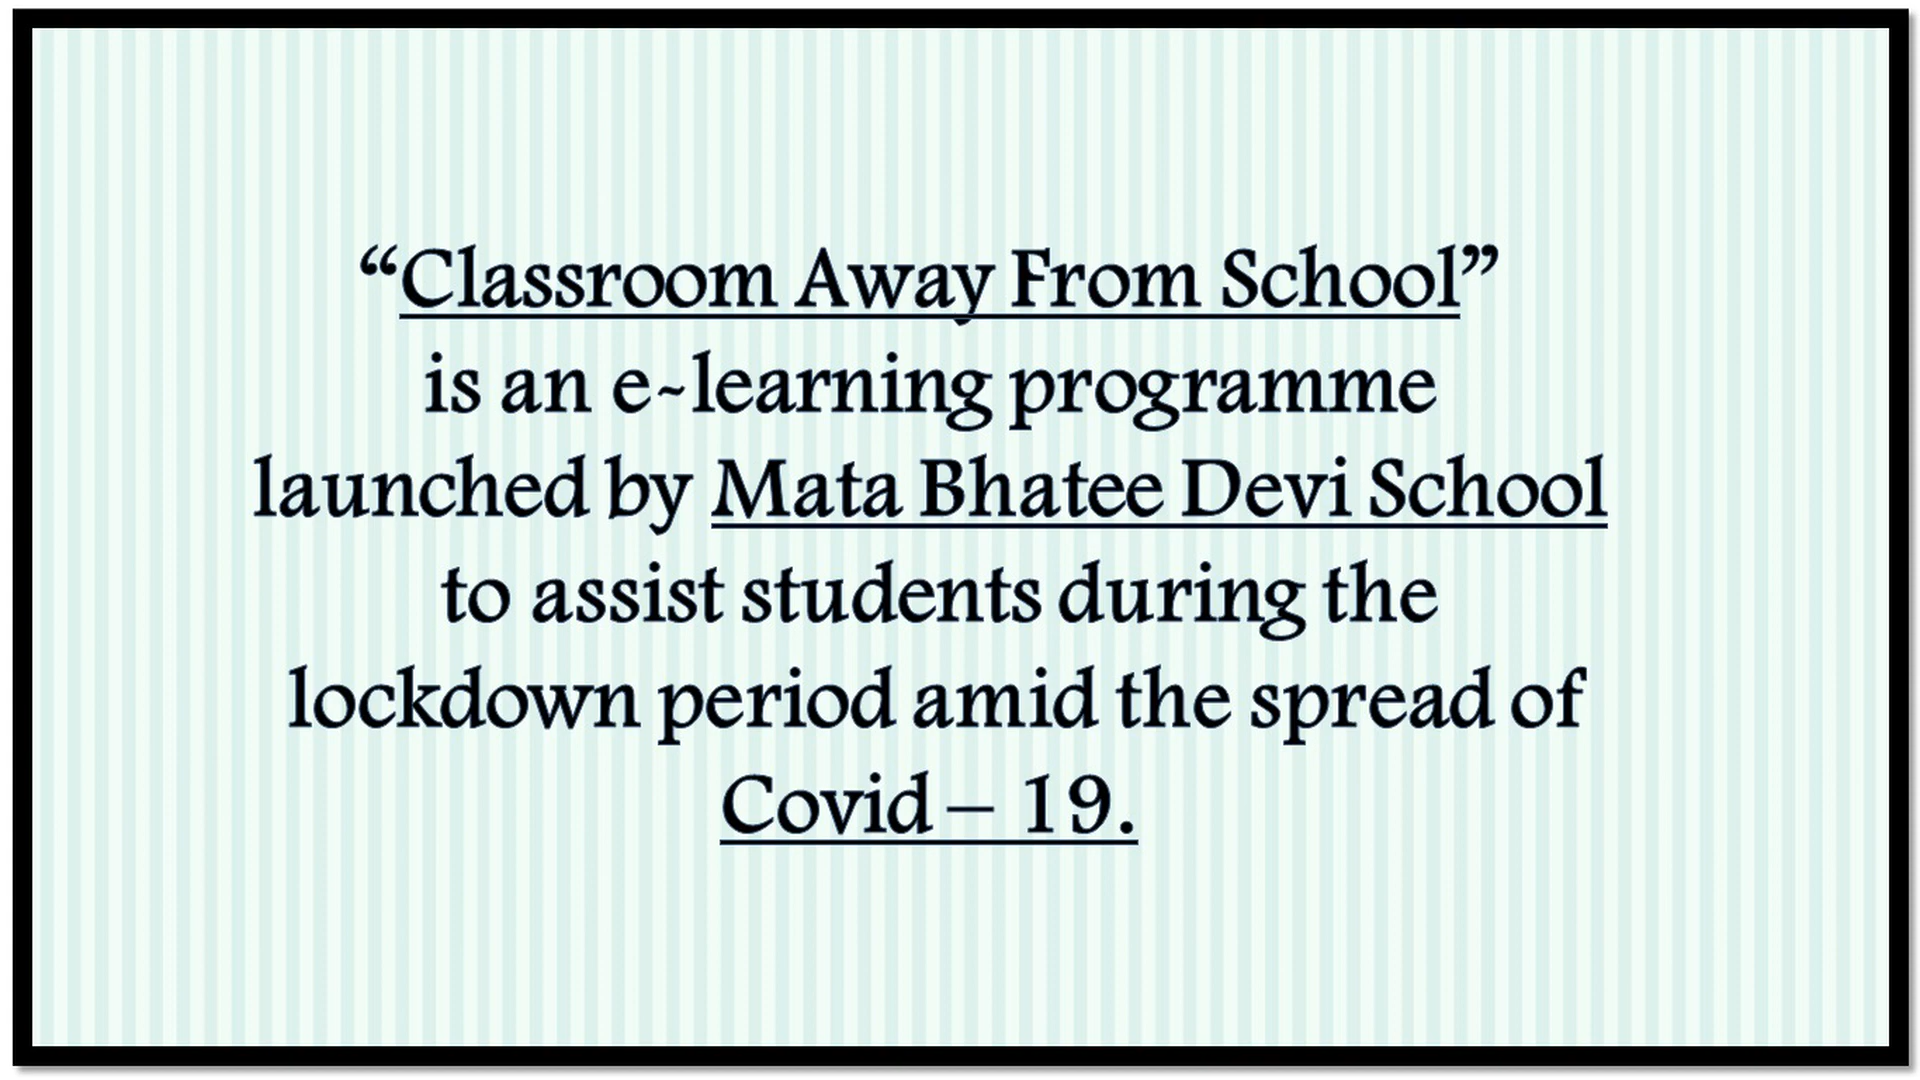 “Classroom Away From School”
is an e-learning programme
launched by Mata Bhatee Devi School
to assist students during the
lockdown period amid the spread of
Covid – 19.